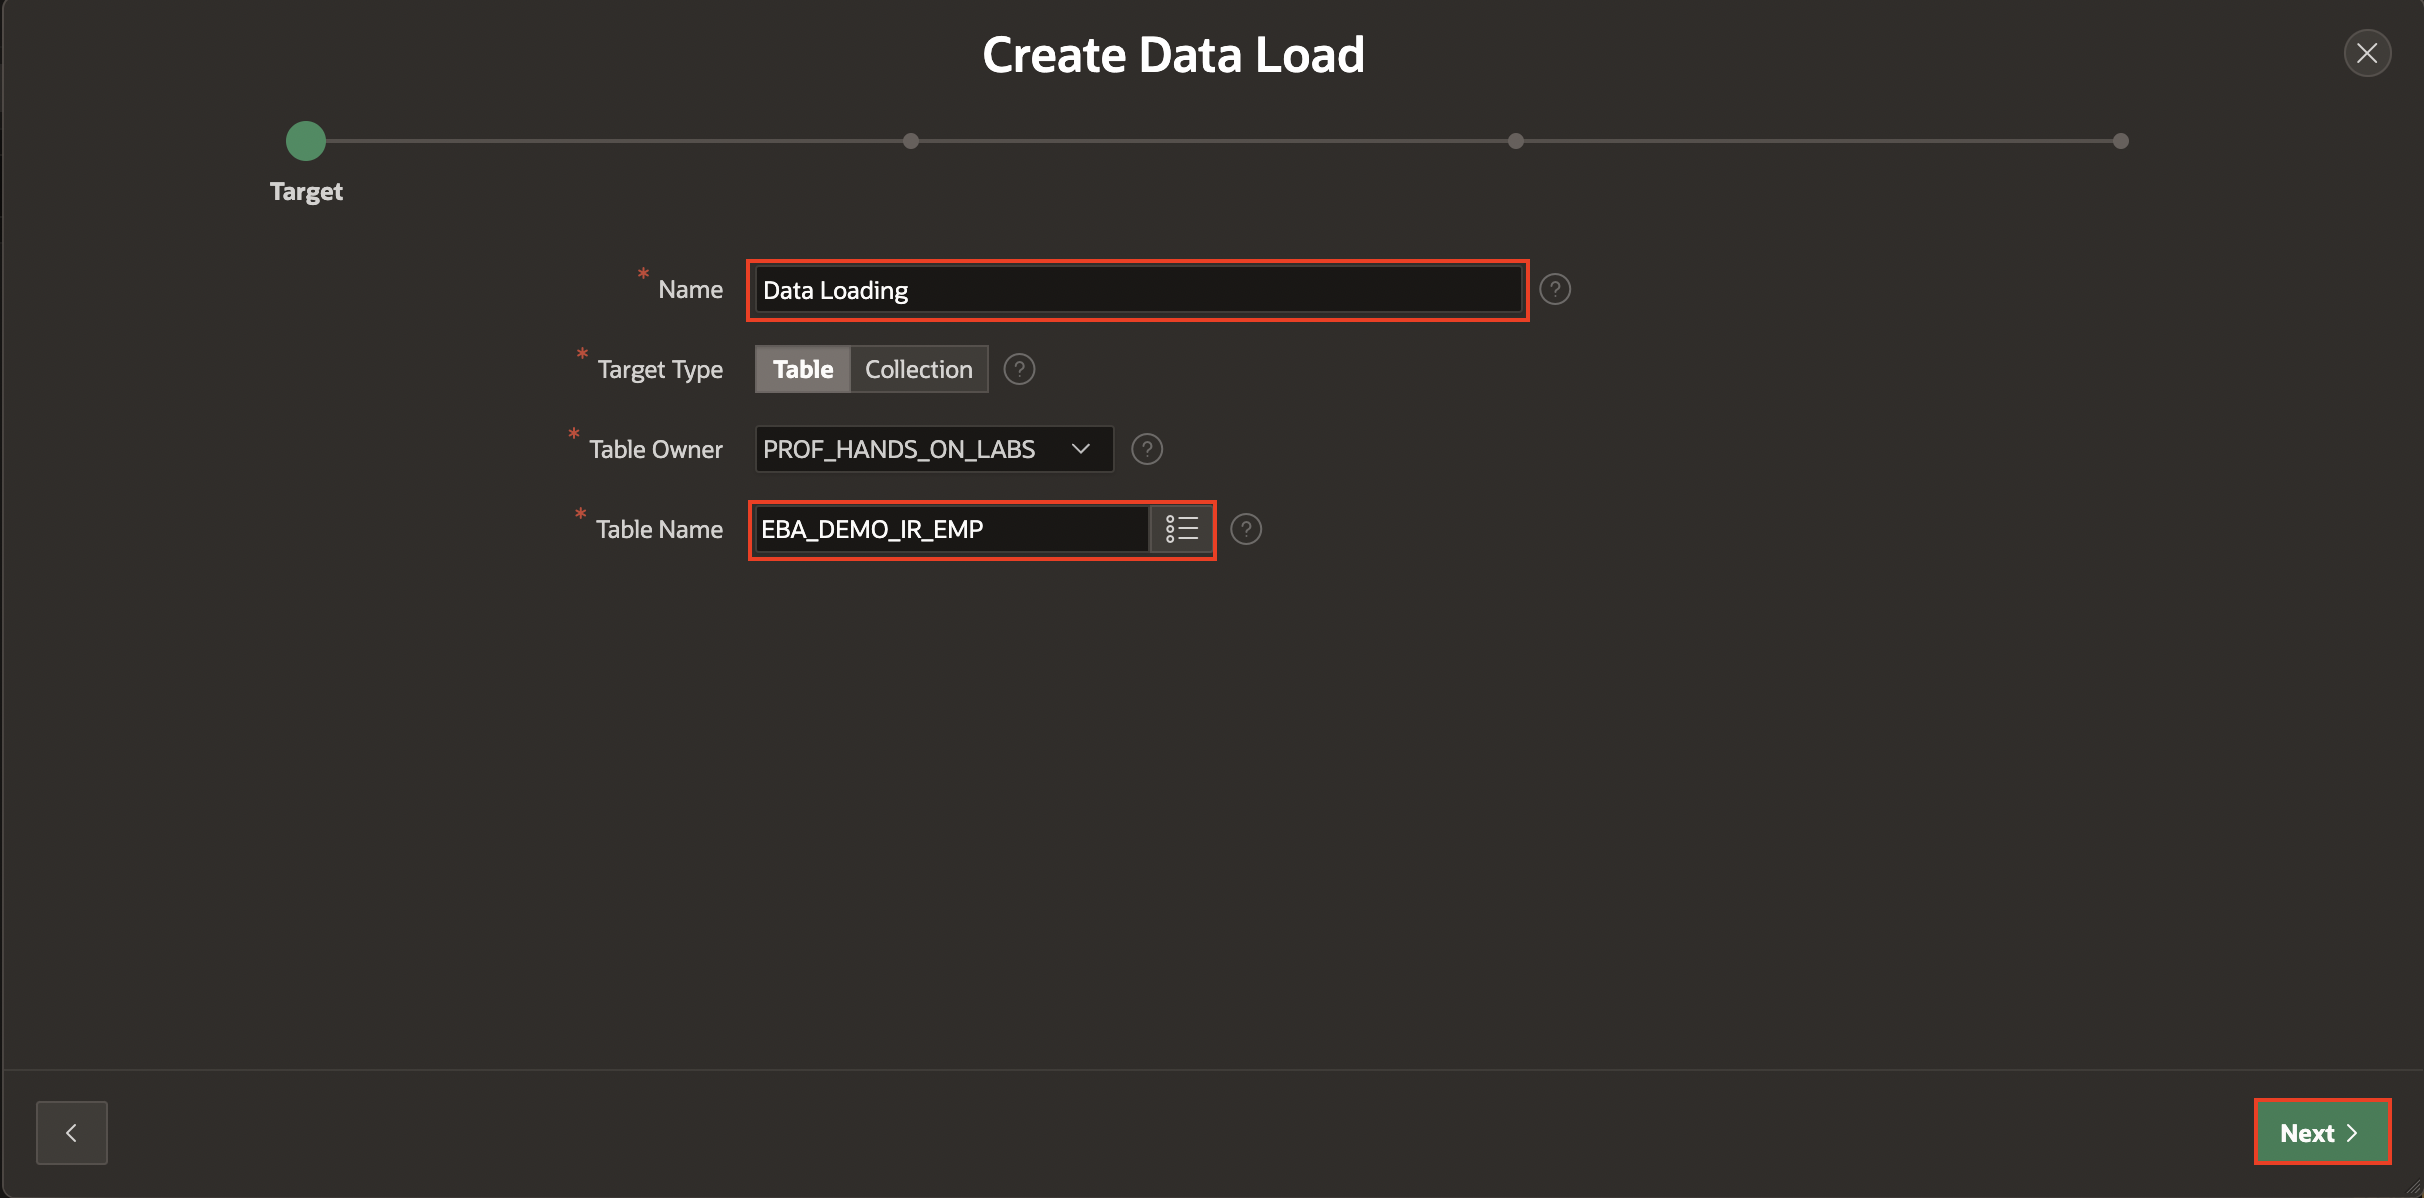 Create Data Load
Target
* Name Data Loading ?
* Target Type Table Collection ?
* Table Owner PROF_HANDS_ON_LABS ?
* Table Name EBA_DEMO_IR_EMP ?
Next